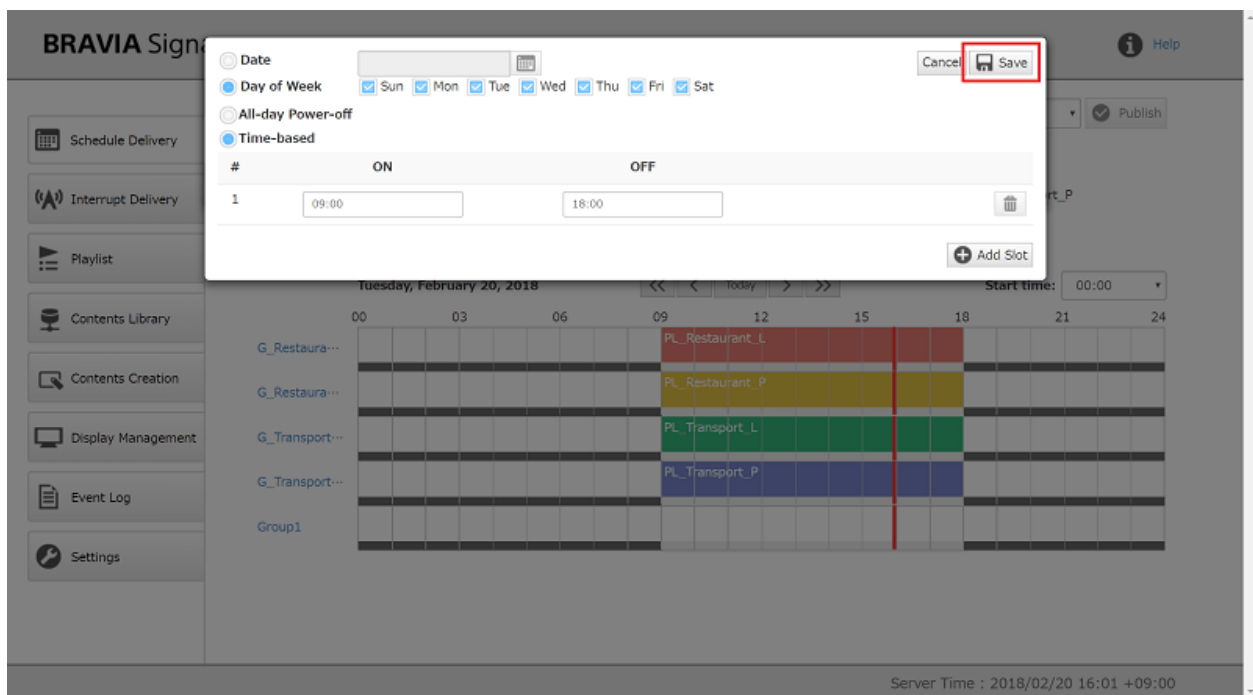 BRAVIA Signa
Help
Date
Cancel
Save
Day of Week
Sun
Mon
Tue
Wed
Thu
Fri
Sat
All-day Power-off
Time-based
Publish
#
ON
OFF
1
09:00
18:00
Add Slot
Schedule Delivery
Interrupt Delivery
rt_P
Playlist
Contents Library
Contents Creation
Display Management
Event Log
Settings
Tuesday, February 20, 2018
<<
<
Today
>
>>
Start time:
00:00
00
03
06
09
12
15
18
21
24
G_Restaura...
PL_Restaurant_L
G_Restaura...
PL_Restaurant_P
G_Transport...
PL_Transport_L
G_Transport...
PL_Transport_P
Group1
Server Time : 2018/02/20 16:01 +09:00